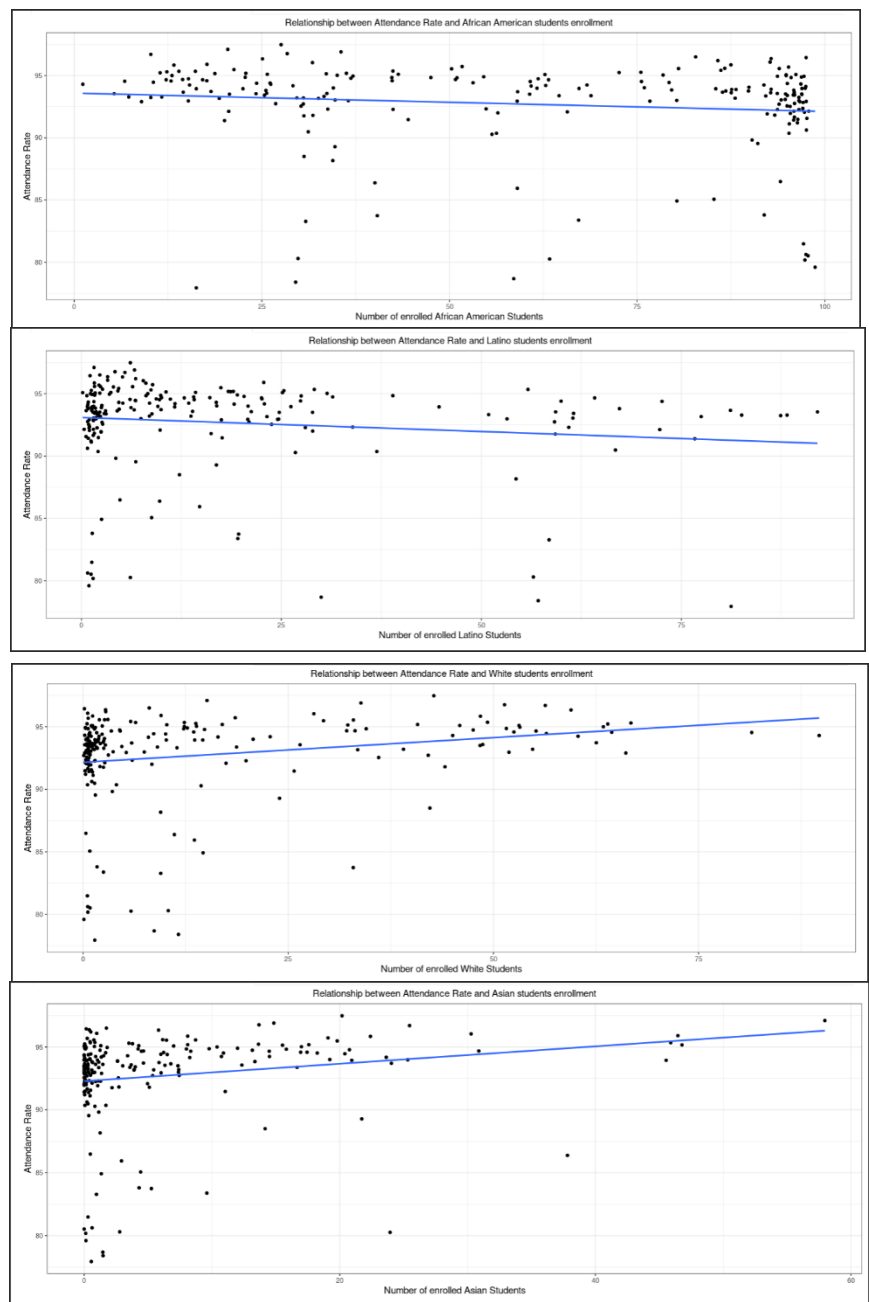 Relationship between Attendance Rate and African American students enrollment
95
90
85
80
Attendance Rate
0 25 50 75 100
Number of enrolled African American Students
Relationship between Attendance Rate and Latino students enrollment
95
90
85
80
Attendance Rate
0 25 50 75
Number of enrolled Latino Students
Relationship between Attendance Rate and White students enrollment
95
90
85
80
Attendance Rate
0 25 50 75
Number of enrolled White Students
Relationship between Attendance Rate and Asian students enrollment
95
90
85
80
Attendance Rate
0 20 40 60
Number of enrolled Asian Students